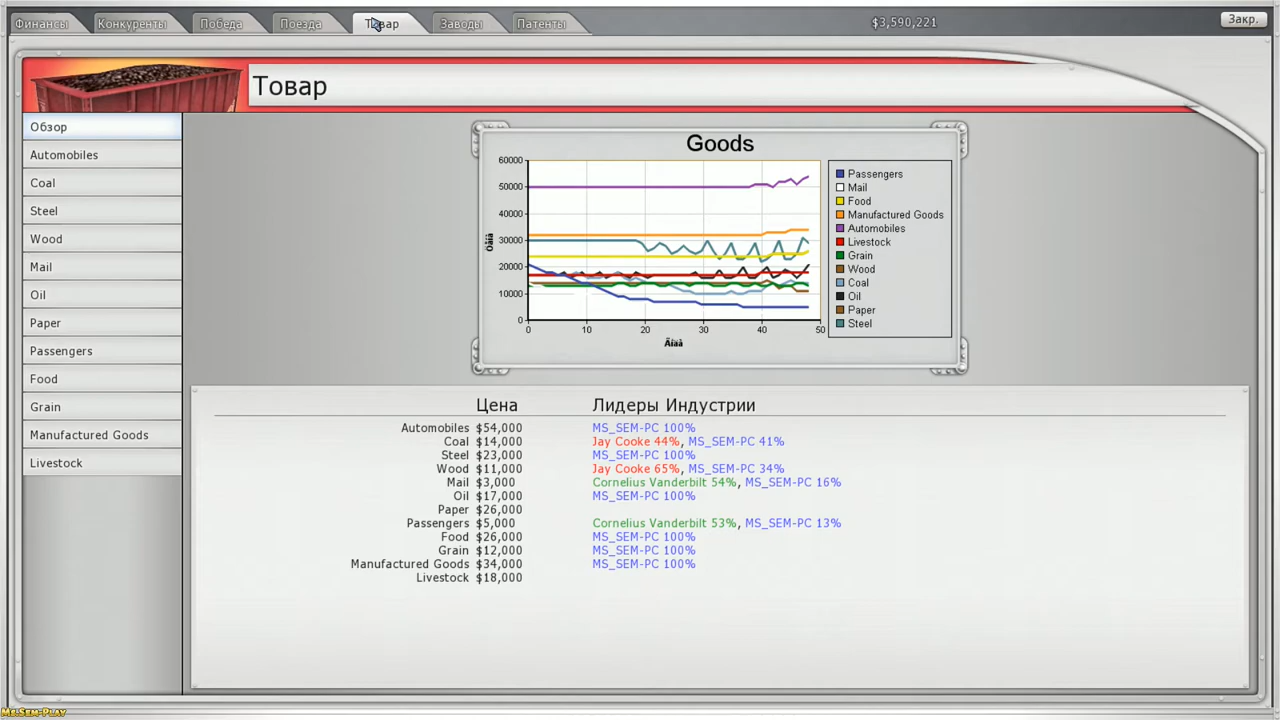 Финансы Конкуренты Победа Поезда Товар Заводы Патенты $3,590,221 Закр.
Товар
Обзор
Automobiles
Coal
Steel
Wood
Mail
Oil
Paper
Passengers
Food
Grain
Manufactured Goods
Livestock
Goods
60000
50000
40000
30000
20000
10000
0
0 10 20 30 40 50
Passengers
Mail
Food
Manufactured Goods
Automobiles
Livestock
Grain
Wood
Coal
Oil
Paper
Steel
Цена Лидеры Индустрии
Automobiles $54,000 MS_SEM-PC 100%
Coal $14,000 Jay Cooke 44%, MS_SEM-PC 41%
Steel $23,000 MS_SEM-PC 100%
Wood $11,000 Jay Cooke 65%, MS_SEM-PC 34%
Mail $3,000 Cornelius Vanderbilt 54%, MS_SEM-PC 16%
Oil $17,000 MS_SEM-PC 100%
Paper $26,000
Passengers $5,000 Cornelius Vanderbilt 53%, MS_SEM-PC 13%
Food $26,000 MS_SEM-PC 100%
Grain $12,000 MS_SEM-PC 100%
Manufactured Goods $34,000 MS_SEM-PC 100%
Livestock $18,000
Ms.Sem-Play